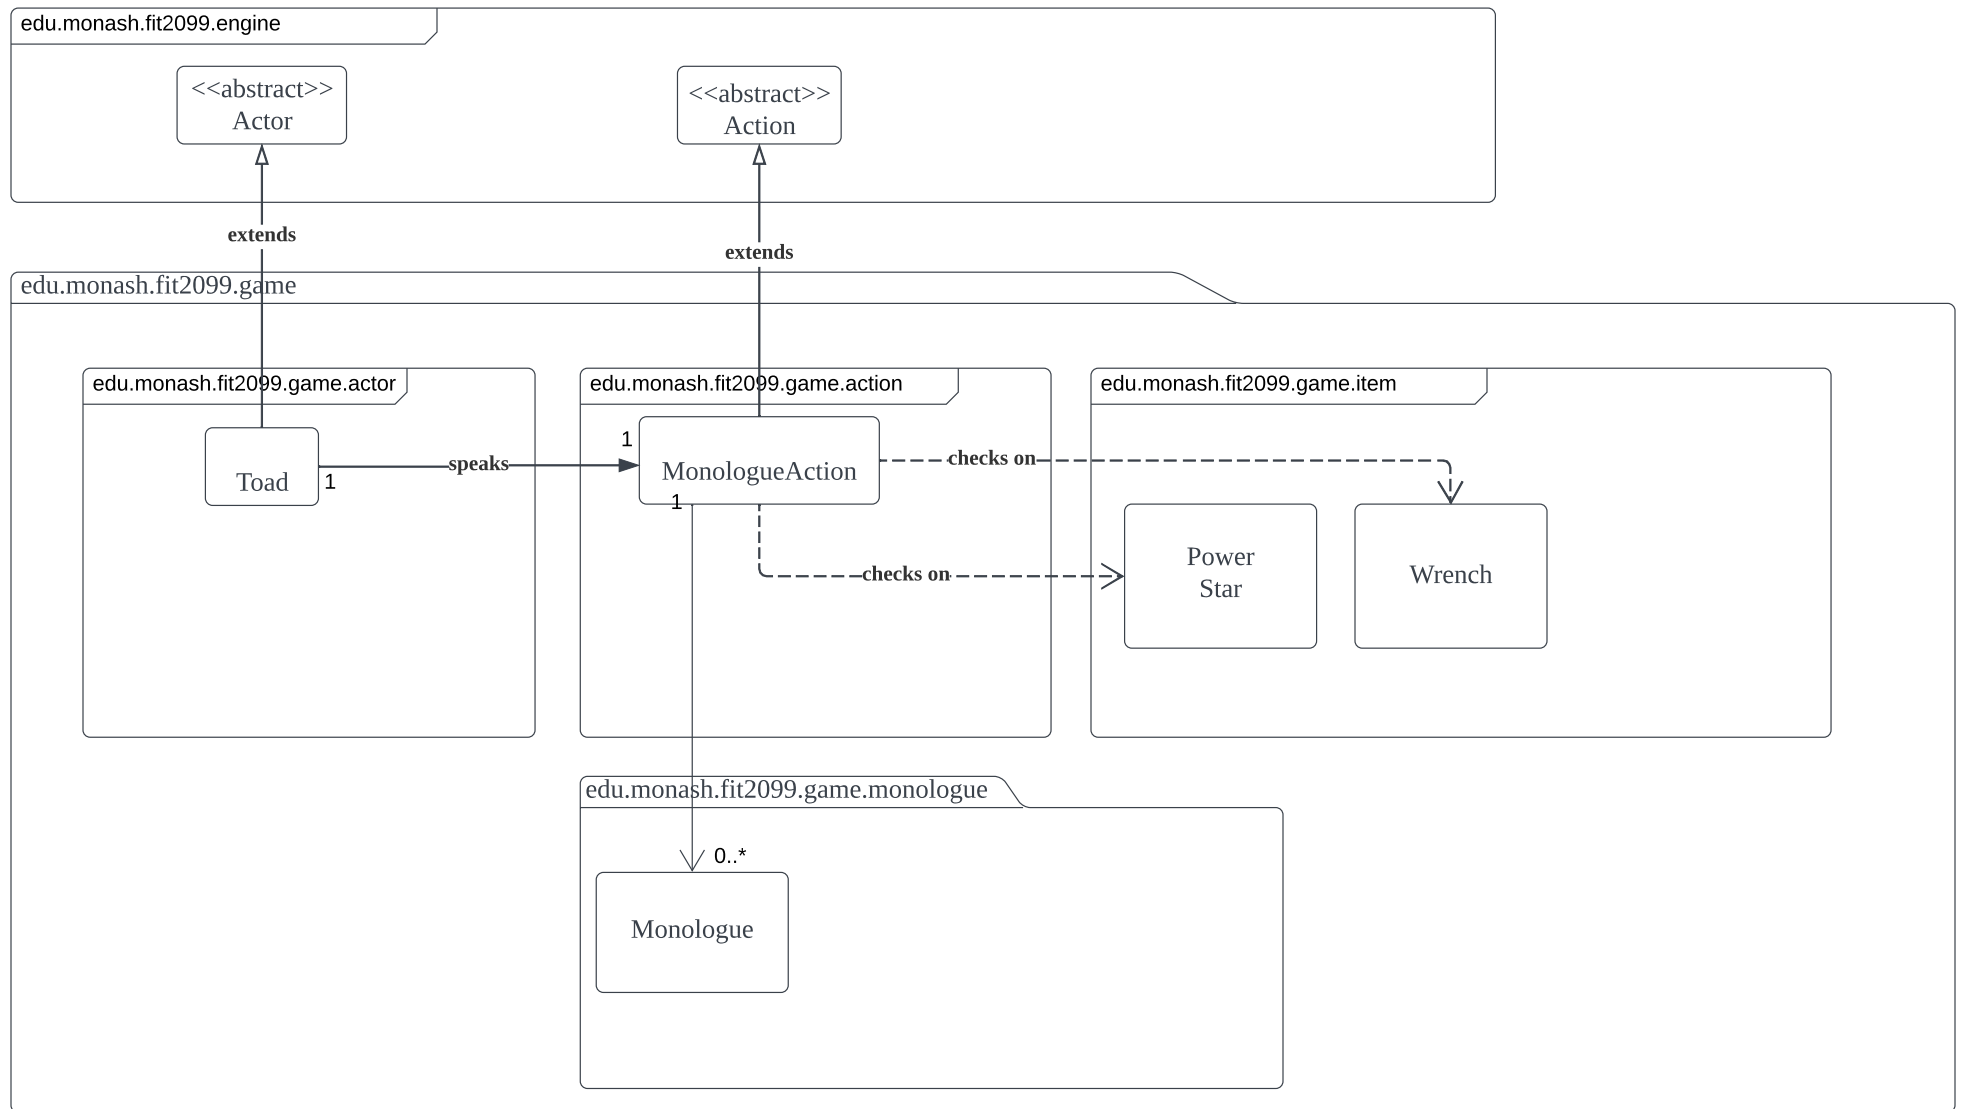 edu.monash.fit2099.engine
<<abstract>>
Actor
<<abstract>>
Action
extends
extends
edu.monash.fit2099.game
edu.monash.fit2099.game.actor
edu.monash.fit2099.game.action
edu.monash.fit2099.game.item
Toad
1
speaks
1
MonologueAction
1
checks on
checks on
Power
Star
Wrench
edu.monash.fit2099.game.monologue
0..*
Monologue